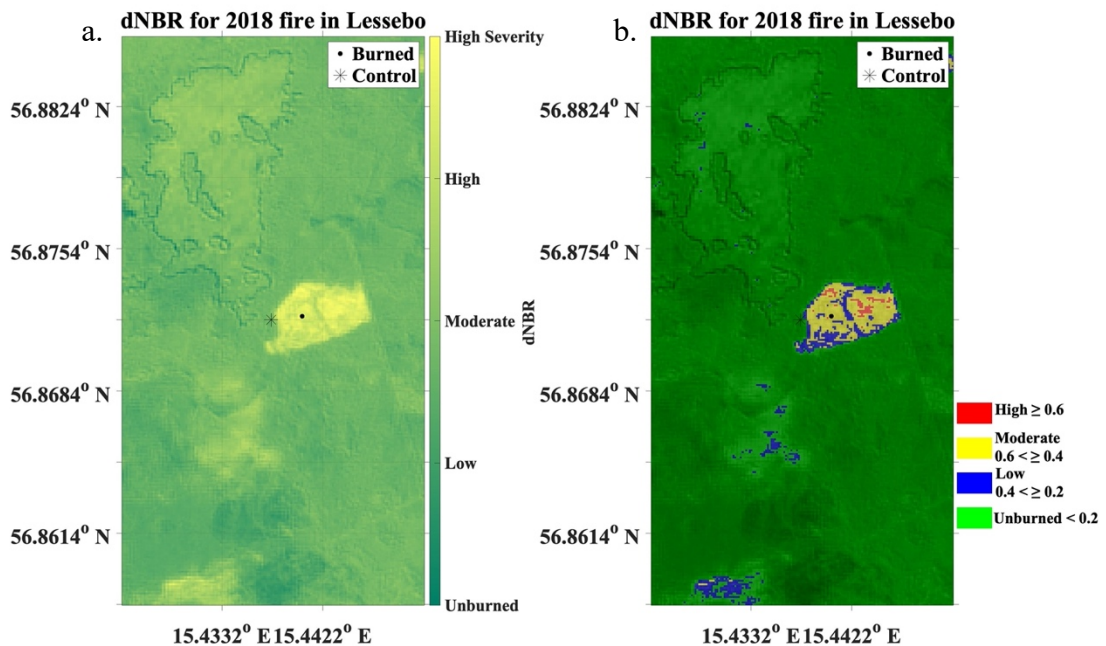 a.
dNBR for 2018 fire in Lessebo
Burned
Control
56.8824° N
56.8754° N
56.8684° N
56.8614° N
15.4332° E 15.4422° E
High Severity
High
Moderate
Low
Unburned
dNBR
b.
dNBR for 2018 fire in Lessebo
Burned
Control
56.8824° N
56.8754° N
56.8684° N
56.8614° N
15.4332° E 15.4422° E
High ≥ 0.6
Moderate
0.6 < ≥ 0.4
Low
0.4 < ≥ 0.2
Unburned < 0.2